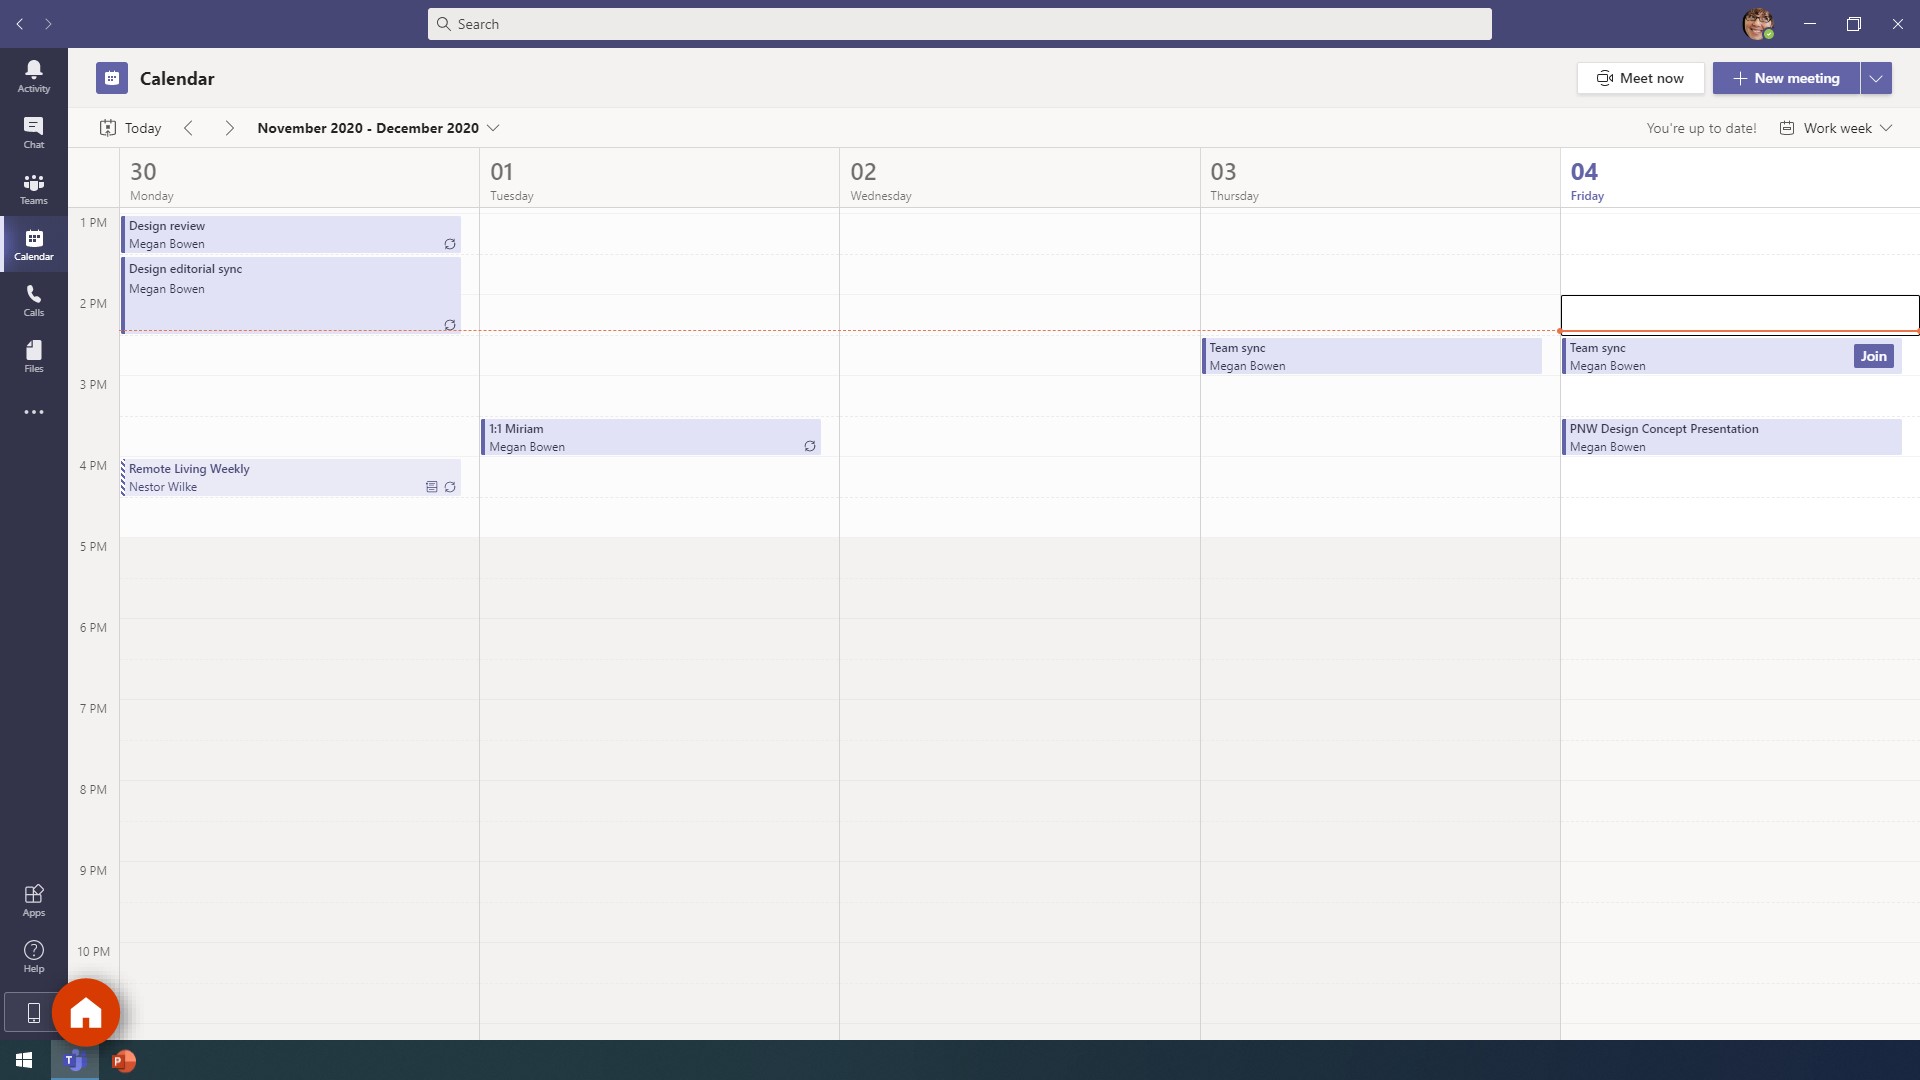 Search
Activity
Chat
Teams
Calendar
Calls
Files
Apps
Help
Calendar
Meet now
New meeting
Today
November 2020 - December 2020
You're up to date!
Work week
30
Monday
01
Tuesday
02
Wednesday
03
Thursday
04
Friday
1 PM
2 PM
3 PM
4 PM
5 PM
6 PM
7 PM
8 PM
9 PM
10 PM
Design review
Megan Bowen
Design editorial sync
Megan Bowen
Remote Living Weekly
Nestor Wilke
1:1 Miriam
Megan Bowen
Team sync
Megan Bowen
Team sync
Megan Bowen
Join
PNW Design Concept Presentation
Megan Bowen
T
P